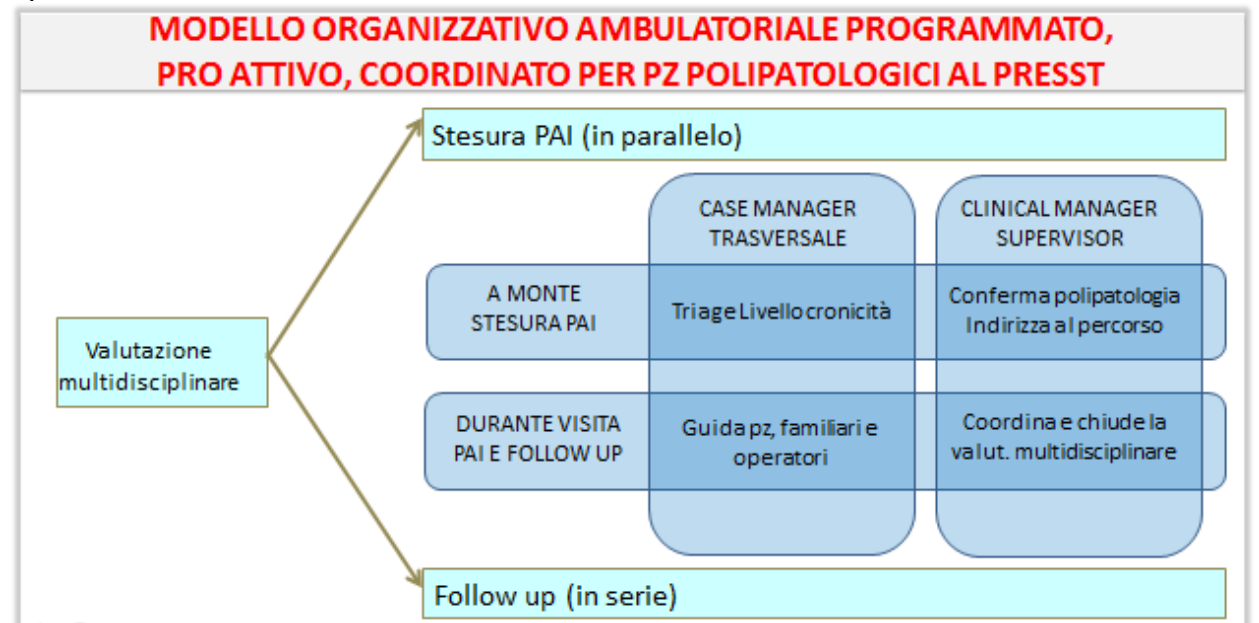 MODELLO ORGANIZZATIVO AMBULATORIALE PROGRAMMATO,
PRO ATTIVO, COORDINATO PER PZ POLIPATOLOGICI AL PRESST
Stesura PAI (in parallelo)
CASE MANAGER
TRASVERSALE
CLINICAL MANAGER
SUPERVISOR
A MONTE
STESURA PAI
Triage Livello cronicità
Conferma polipatologia
Indirizza al percorso
Valutazione
multidisciplinare
DURANTE VISITA
PAI E FOLLOW UP
Guida pz, familiari e
operatori
Coordina e chiude la
valut. multidisciplinare
Follow up (in serie)